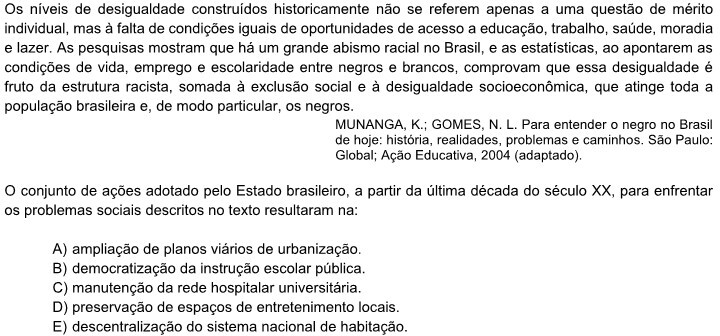 Os níveis de desigualdade construídos historicamente não se referem apenas a uma questão de mérito
individual, mas à falta de condições iguais de oportunidades de acesso a educação, trabalho, saúde, moradia
e lazer. As pesquisas mostram que há um grande abismo racial no Brasil, e as estatísticas, ao apontarem as
condições de vida, emprego e escolaridade entre negros e brancos, comprovam que essa desigualdade é
fruto da estrutura racista, somada à exclusão social e à desigualdade socioeconômica, que atinge toda a
população brasileira e, de modo particular, os negros.
MUNANGA, K.; GOMES, N. L. Para entender o negro no Brasil
de hoje: história, realidades, problemas e caminhos. São Paulo:
Global; Ação Educativa, 2004 (adaptado).
O conjunto de ações adotado pelo Estado brasileiro, a partir da última década do século XX, para enfrentar
os problemas sociais descritos no texto resultaram na:
A) ampliação de planos viários de urbanização.
B) democratização da instrução escolar pública.
C) manutenção da rede hospitalar universitária.
D) preservação de espaços de entretenimento locais.
E) descentralização do sistema nacional de habitação.